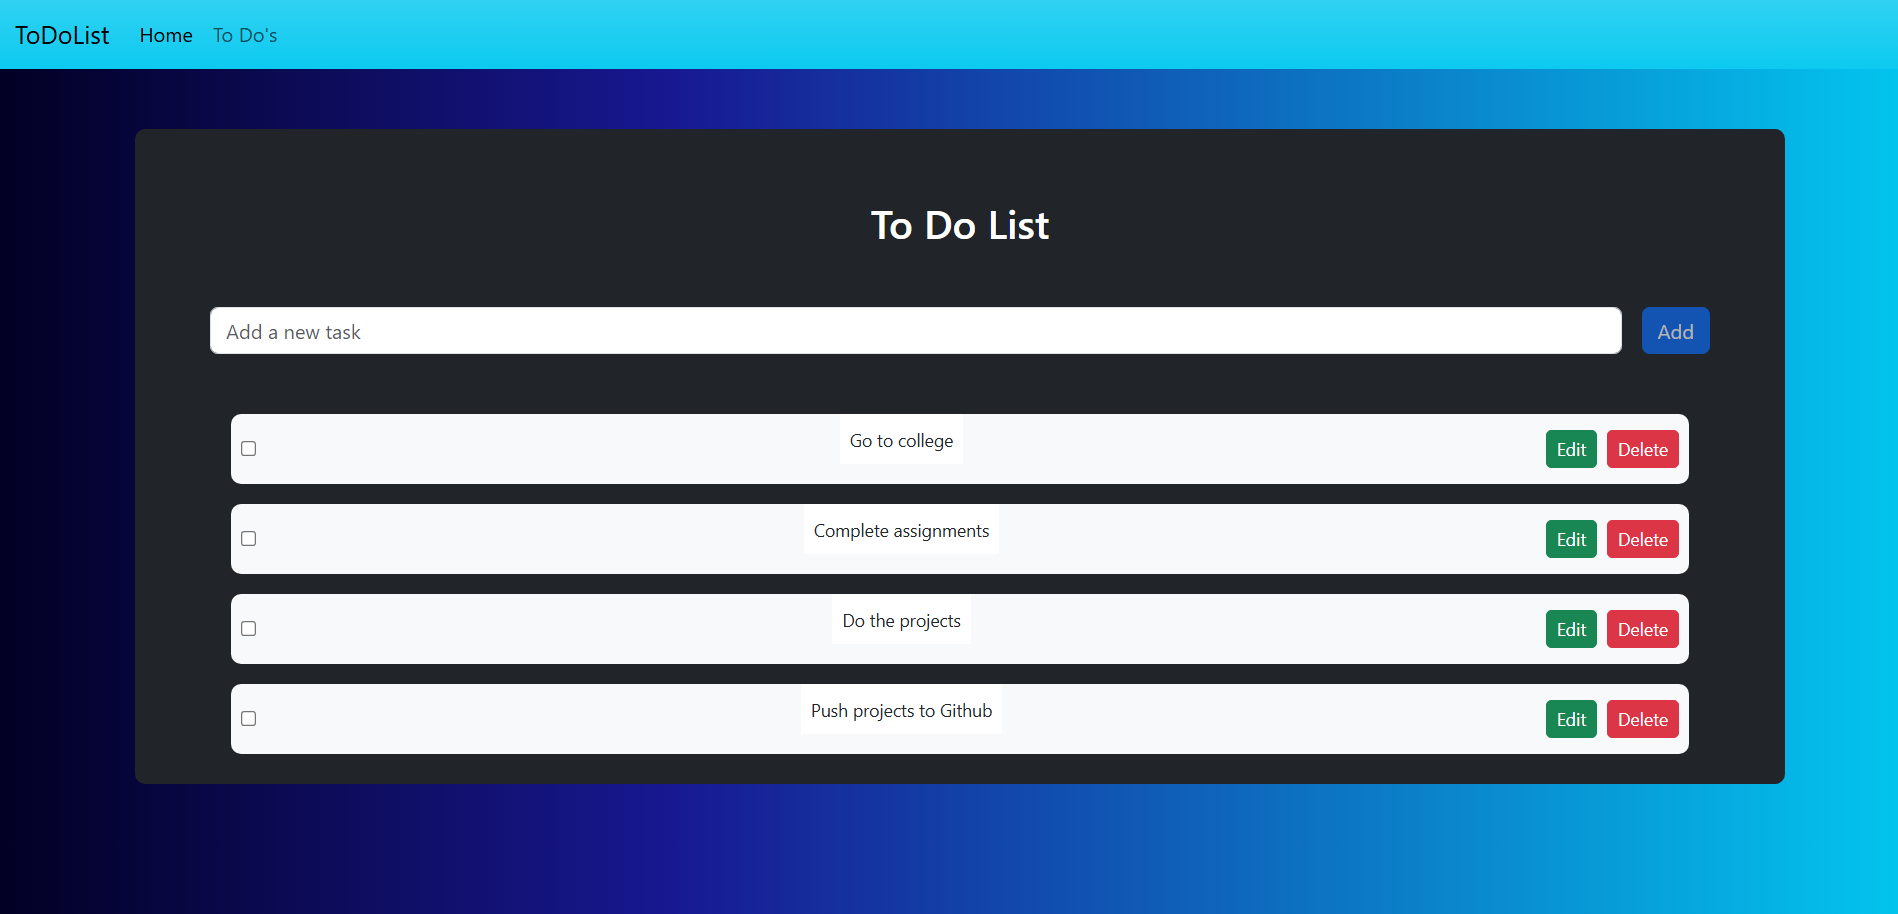 ToDoList Home To Do's
To Do List
Add a new task Add
Go to college Edit Delete
Complete assignments Edit Delete
Do the projects Edit Delete
Push projects to Github Edit Delete